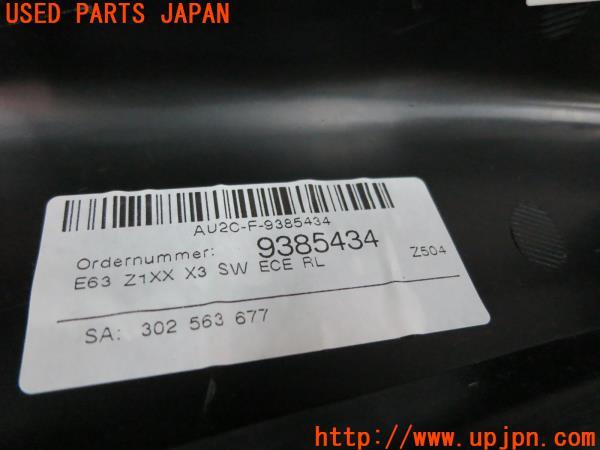 USED PARTS JAPAN
AU2C-F-9385434
Ordernummer: 9385434
E63 Z1XX X3 SW ECE RL Z504
SA: 302 563 677
UPJ
http://www.upjpn.com/